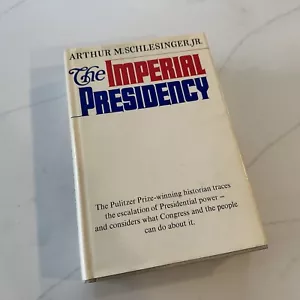 ARTHUR M. SCHLESINGER, JR.
The IMPERIAL
PRESIDENCY
The Pulitzer Prize-winning historian traces
the escalation of Presidential power —
and considers what Congress and the people
can do about it.